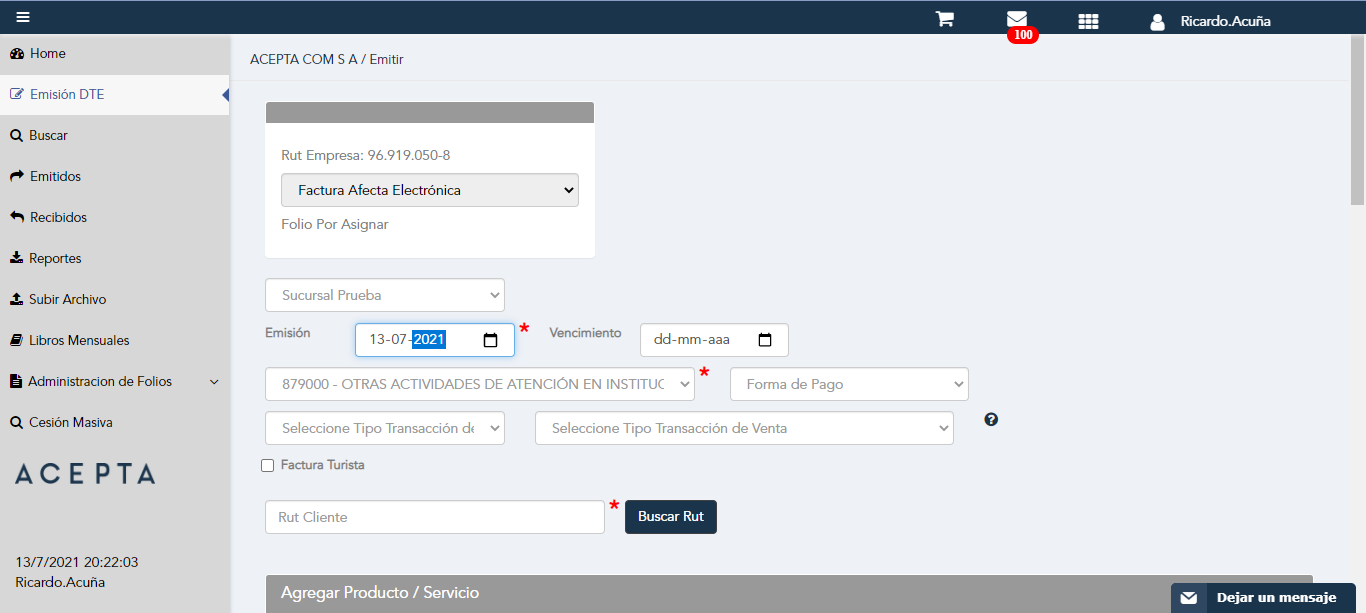 Ricardo.Acuña
100
Home
Emisión DTE
Buscar
Emitidos
Recibidos
Reportes
Subir Archivo
Libros Mensuales
Administracion de Folios
Cesión Masiva
ACEPTA
13/7/2021 20:22:03
Ricardo.Acuña
ACEPTA COM S A / Emitir
Rut Empresa: 96.919.050-8
Factura Afecta Electrónica
Folio Por Asignar
Sucursal Prueba
Emisión 13-07-2021 * Vencimiento dd-mm-aaa
879000 - OTRAS ACTIVIDADES DE ATENCIÓN EN INSTITUC * Forma de Pago
Seleccione Tipo Transacción de Seleccione Tipo Transacción de Venta ?
Factura Turista
Rut Cliente * Buscar Rut
Agregar Producto / Servicio
Dejar un mensaje